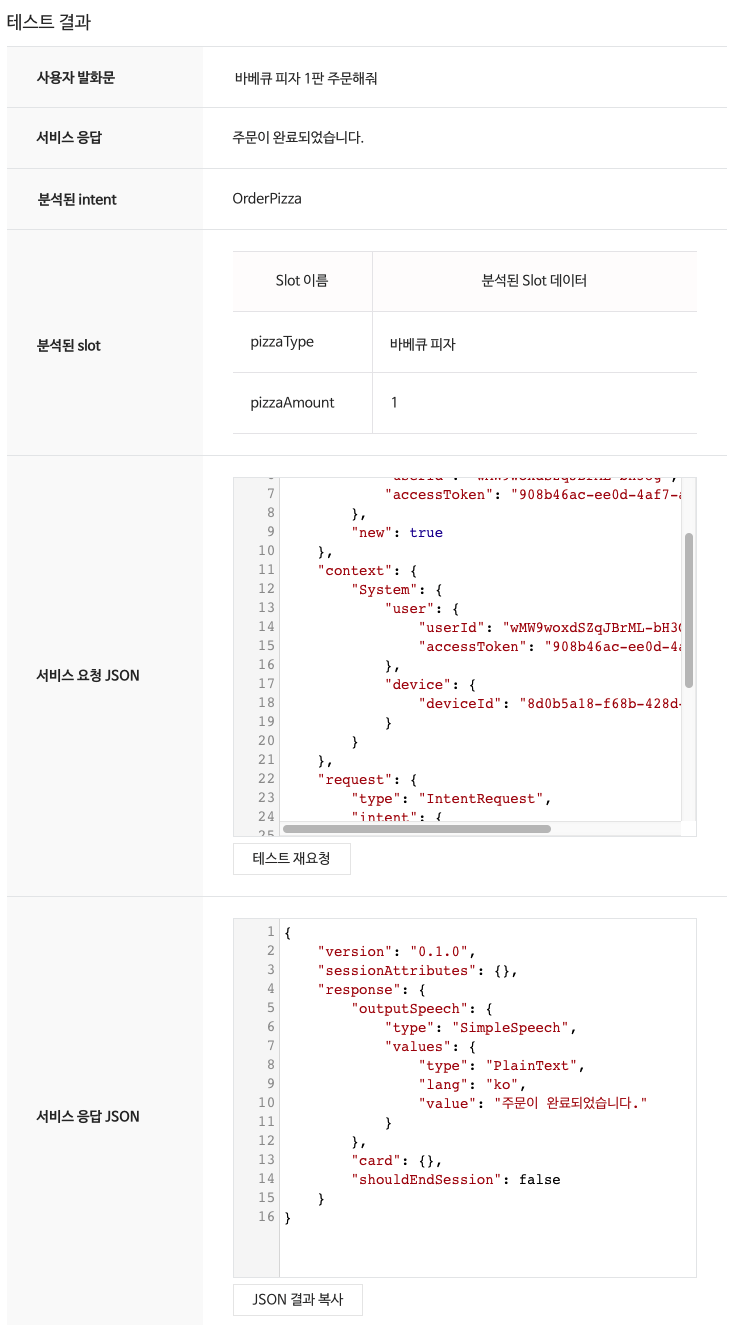 테스트 결과
사용자 발화문
바베큐 피자 1판 주문해줘
서비스 응답
주문이 완료되었습니다.
분석된 intent
OrderPizza
분석된 slot
Slot 이름 분석된 Slot 데이터
pizzaType 바베큐 피자
pizzaAmount 1
서비스 요청 JSON
7 "accessToken": "908b46ac-ee0d-4af7-
8 },
9 "new": true
10 },
11 "context": {
12 "System": {
13 "user": {
14 "userId": "wMW9woxdSZqJBrML-bH3
15 "accessToken": "908b46ac-ee0d-4
16 },
17 "device": {
18 "deviceId": "8d0b5a18-f68b-428d-
19 }
20 }
21 },
22 "request": {
23 "type": "IntentRequest",
24 "intent": {
25
테스트 재요청
서비스 응답 JSON
1 {
2 "version": "0.1.0",
3 "sessionAttributes": {},
4 "response": {
5 "outputSpeech": {
6 "type": "SimpleSpeech",
7 "values": {
8 "type": "PlainText",
9 "lang": "ko",
10 "value": "주문이 완료되었습니다."
11 }
12 },
13 "card": {},
14 "shouldEndSession": false
15 }
16 }
JSON 결과 복사